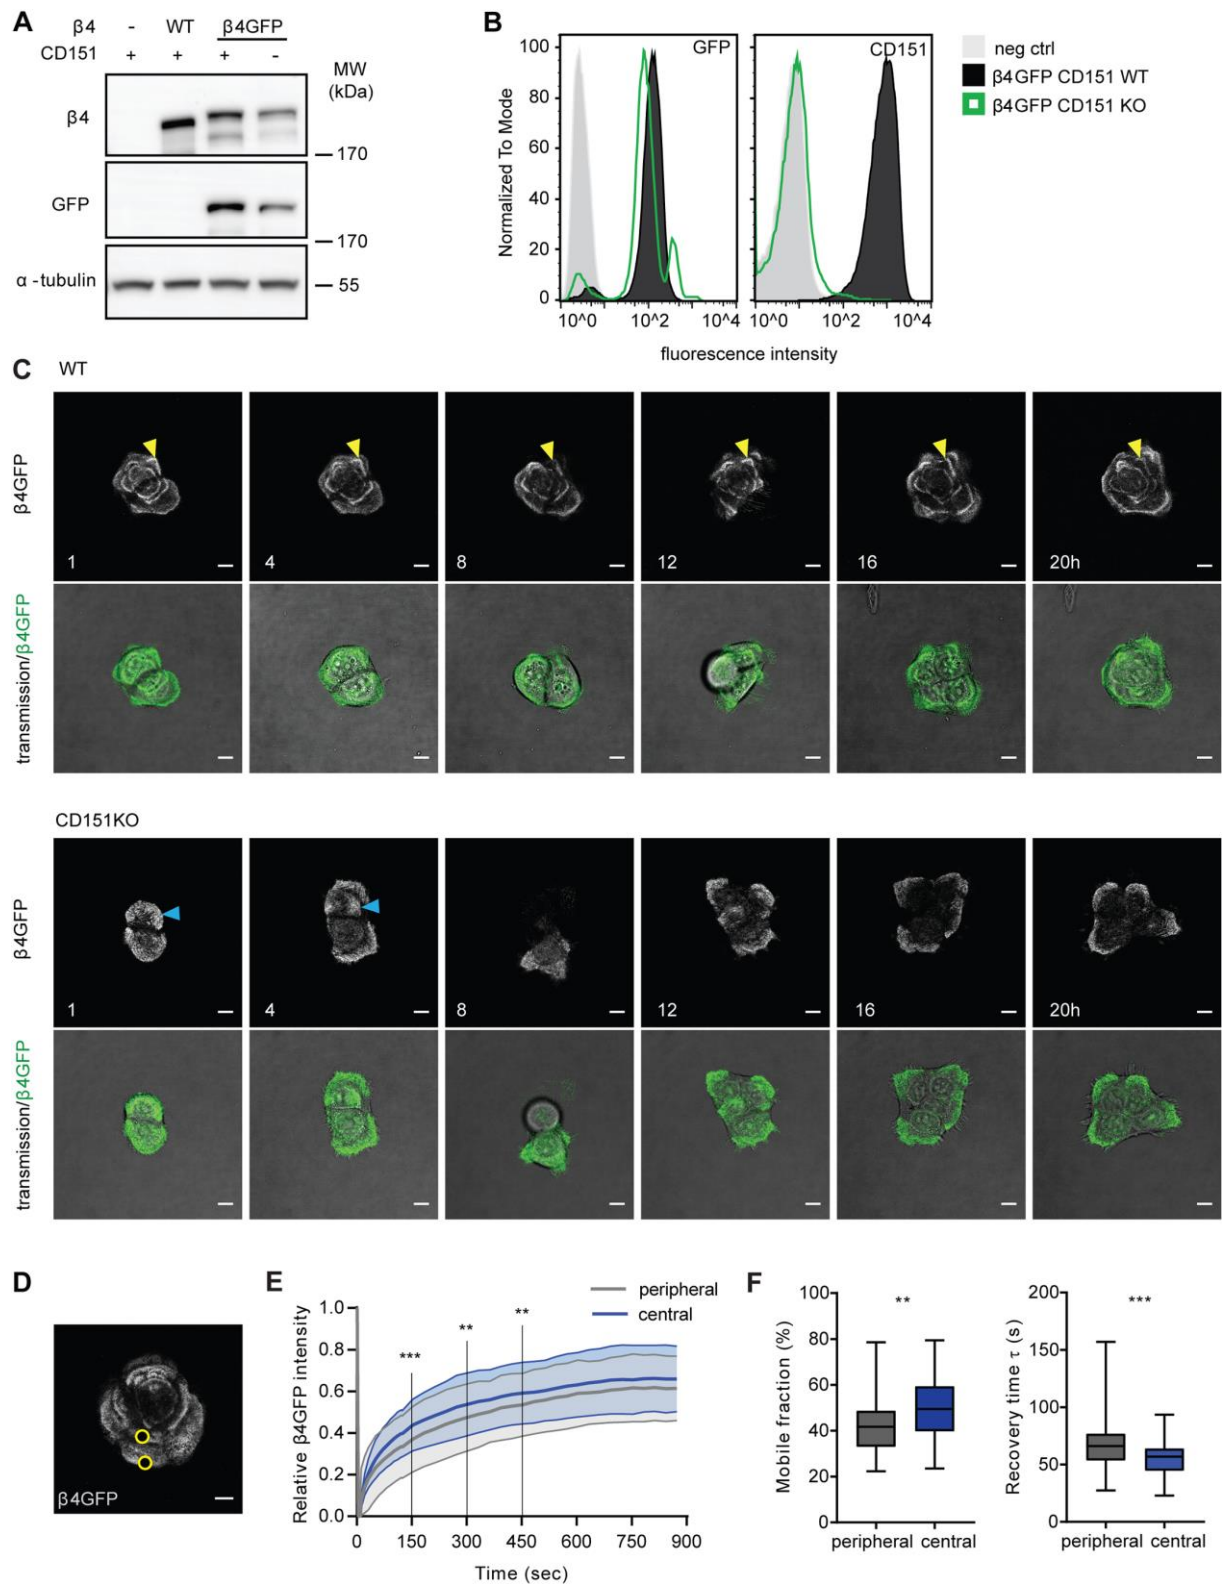 A
β4 - WT β4GFP
CD151 + + + -
MW
(kDa)
β4
170
GFP
170
α -tubulin
55
B
Normalized To Mode
100
80
60
40
20
0
GFP
10^0 10^2 10^4
CD151
10^0 10^2 10^4
fluorescence intensity
neg ctrl
β4GFP CD151 WT
β4GFP CD151 KO
C
WT
β4GFP
1 4 8 12 16 20h
transmission/β4GFP
CD151KO
β4GFP
1 4 8 12 16 20h
transmission/β4GFP
D
β4GFP
E
peripheral
central
Relative β4GFP intensity
1.0
0.8
0.6
0.4
0.2
0.0
*** ** **
0 150 300 450 600 750 900
Time (sec)
F
Mobile fraction (%)
100
80
60
40
20
0
**
peripheral central
Recovery time τ (s)
200
150
100
50
0
***
peripheral central